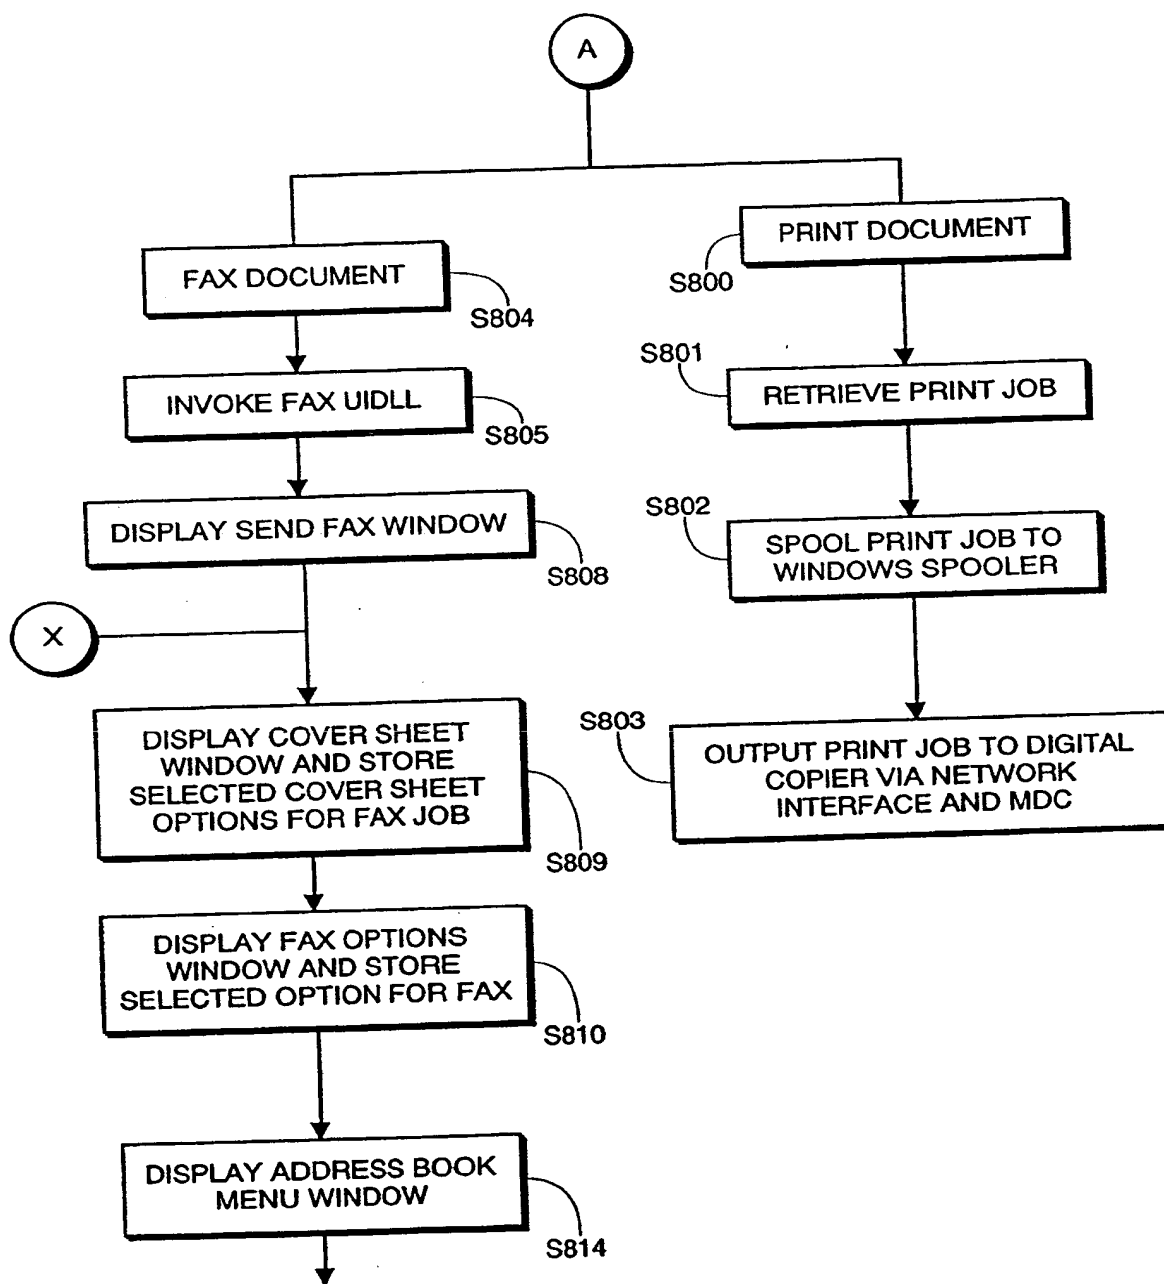 A
FAX DOCUMENT
S804
INVOKE FAX UIDLL
S805
DISPLAY SEND FAX WINDOW
S808
X
DISPLAY COVER SHEET
WINDOW AND STORE
SELECTED COVER SHEET
OPTIONS FOR FAX JOB
S809
DISPLAY FAX OPTIONS
WINDOW AND STORE
SELECTED OPTION FOR FAX
S810
DISPLAY ADDRESS BOOK
MENU WINDOW
S814
PRINT DOCUMENT
S800
S801
RETRIEVE PRINT JOB
S802
SPOOL PRINT JOB TO
WINDOWS SPOOLER
S803
OUTPUT PRINT JOB TO DIGITAL
COPIER VIA NETWORK
INTERFACE AND MDC